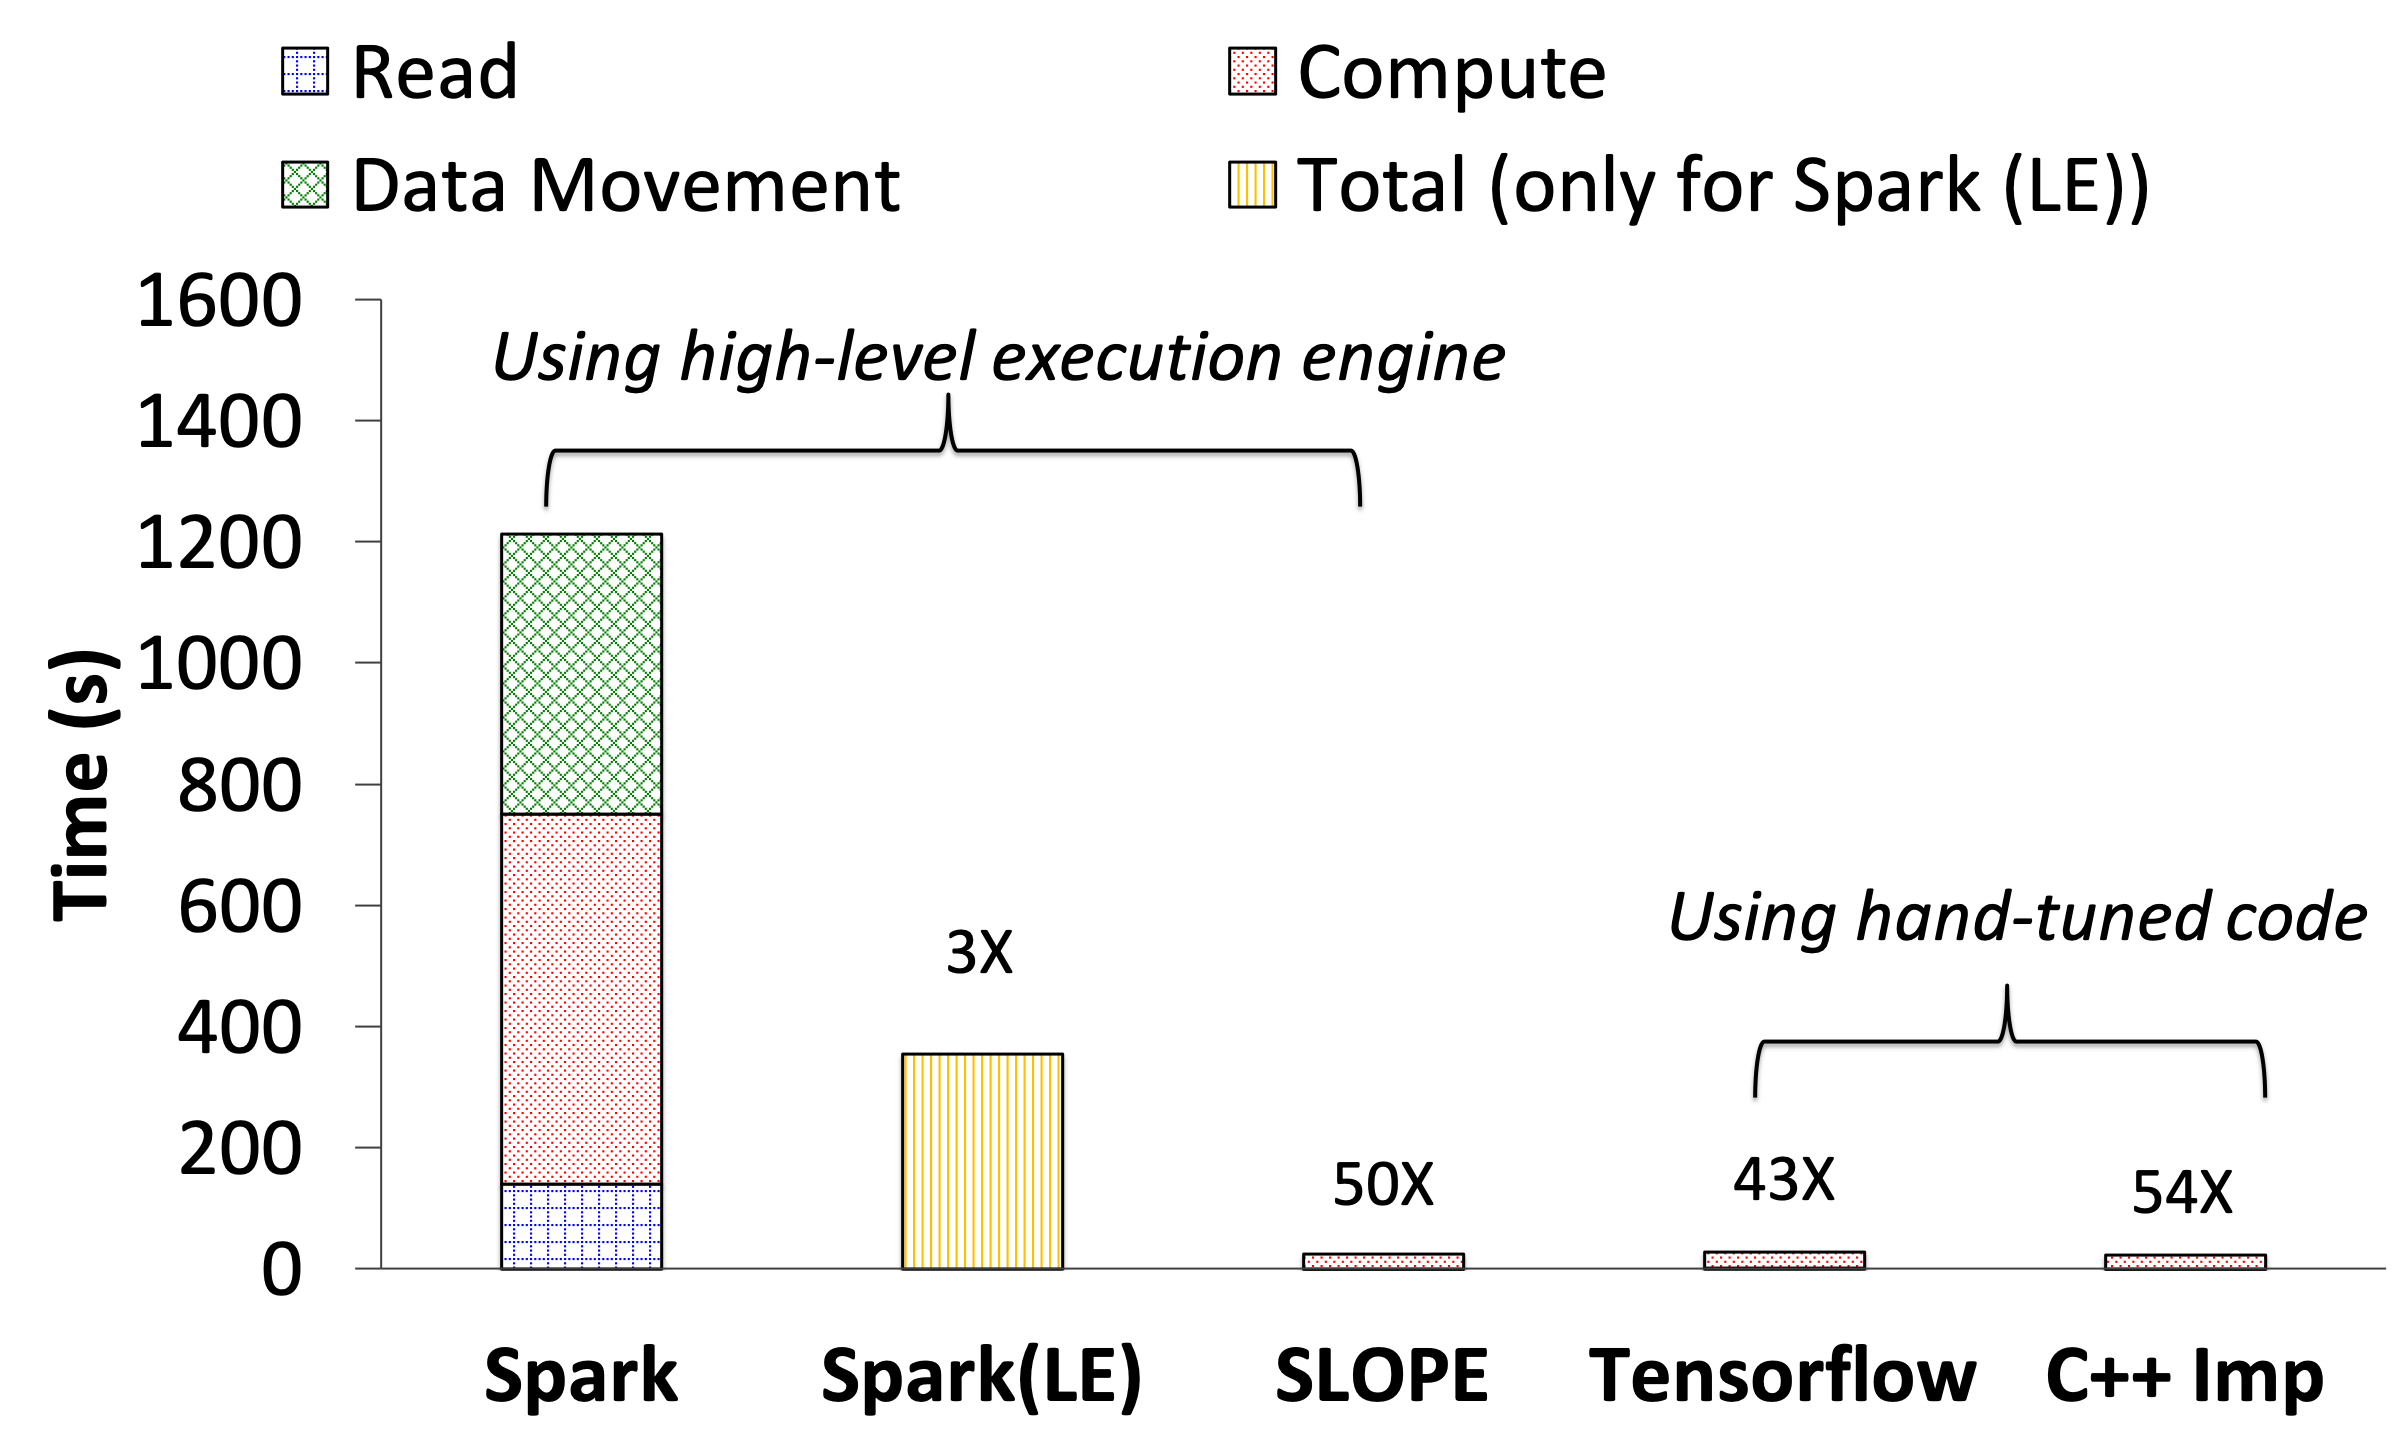 Read
Compute
Data Movement
Total (only for Spark (LE))
1600
Using high-level execution engine
1400
1200
1000
800
600
400
200
0
Time (s)
3X
Using hand-tuned code
50X
43X
54X
Spark
Spark(LE)
SLOPE
Tensorflow
C++ Imp